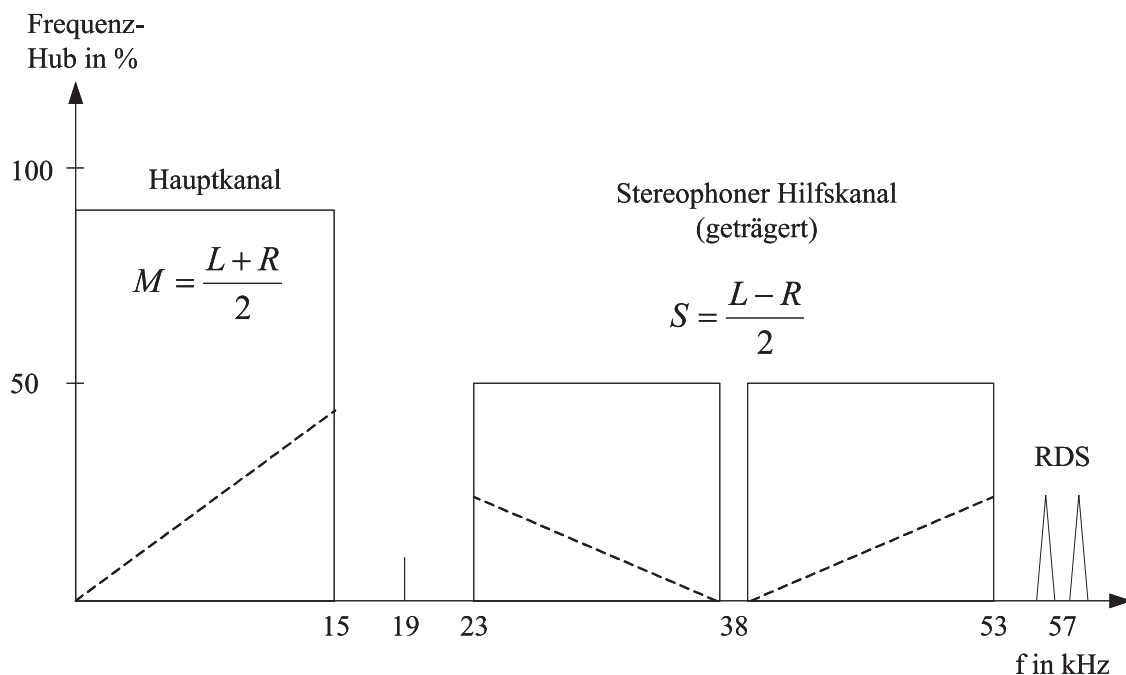 Frequenz-
Hub in %
100
Hauptkanal
Stereophoner Hilfskanal
(geträgert)
M = (L + R) / 2
S = (L − R) / 2
50
RDS
15 19 23 38 53 57
f in kHz